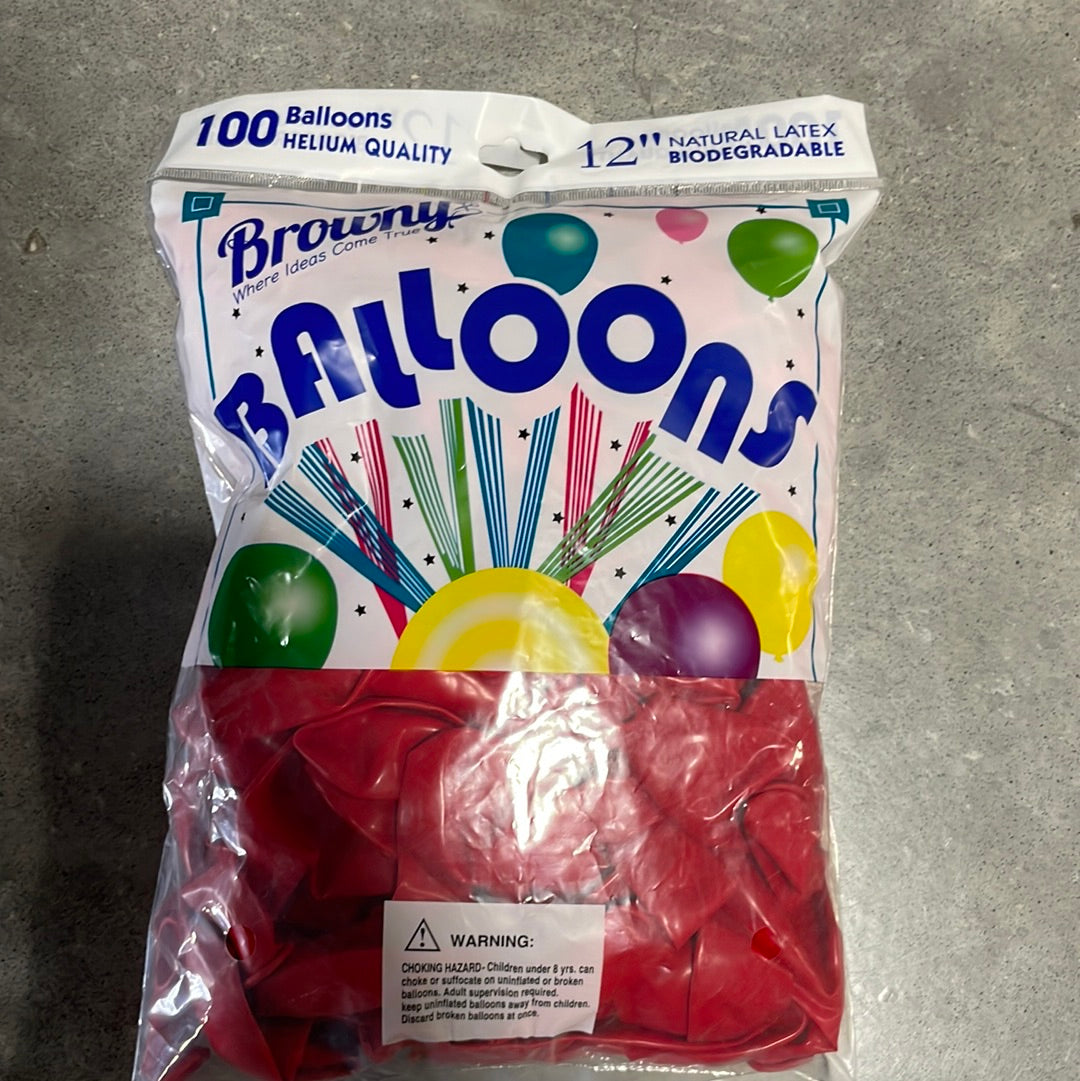 100 Balloons
HELIUM QUALITY
12" NATURAL LATEX
BIODEGRADABLE
Browny
Where Ideas Come True
BALLOONS
WARNING:
CHOKING HAZARD- Children under 8 yrs. can
choke or suffocate on uninflated or broken
balloons. Adult supervision required.
keep uninflated balloons away from children.
Discard broken balloons at once.